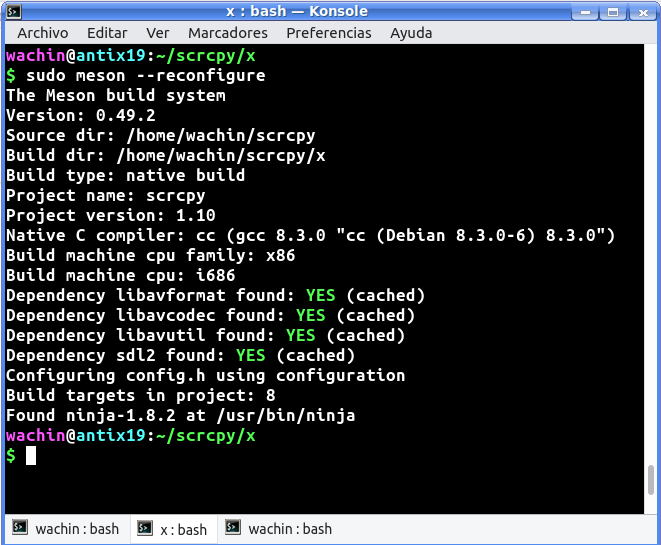 x : bash — Konsole
Archivo Editar Ver Marcadores Preferencias Ayuda
wachin@antix19:~/scrcpy/x
$ sudo meson --reconfigure
The Meson build system
Version: 0.49.2
Source dir: /home/wachin/scrcpy
Build dir: /home/wachin/scrcpy/x
Build type: native build
Project name: scrcpy
Project version: 1.10
Native C compiler: cc (gcc 8.3.0 "cc (Debian 8.3.0-6) 8.3.0")
Build machine cpu family: x86
Build machine cpu: i686
Dependency libavformat found: YES (cached)
Dependency libavcodec found: YES (cached)
Dependency libavutil found: YES (cached)
Dependency sdl2 found: YES (cached)
Configuring config.h using configuration
Build targets in project: 8
Found ninja-1.8.2 at /usr/bin/ninja
wachin@antix19:~/scrcpy/x
$
wachin : bash x : bash wachin : bash